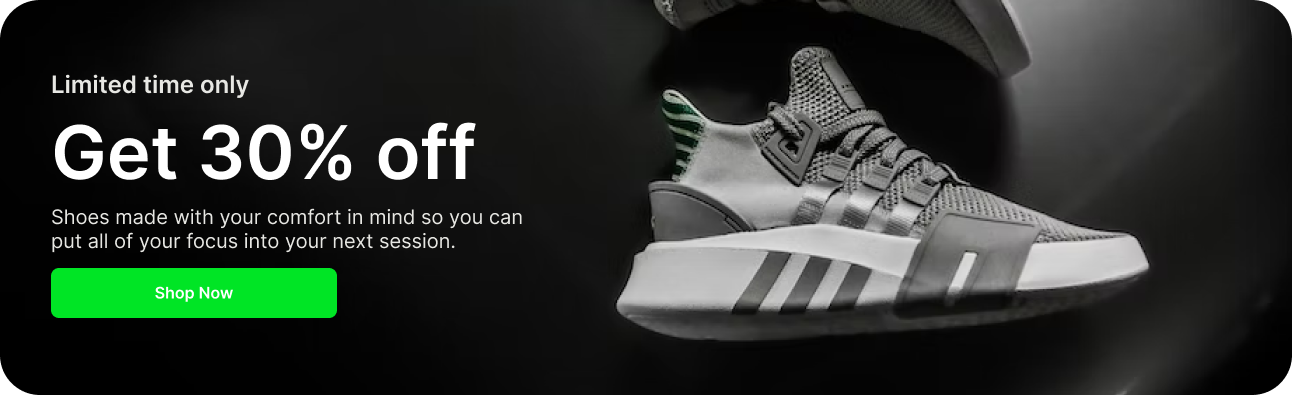 Limited time only
Get 30% off
Shoes made with your comfort in mind so you can
put all of your focus into your next session.
Shop Now